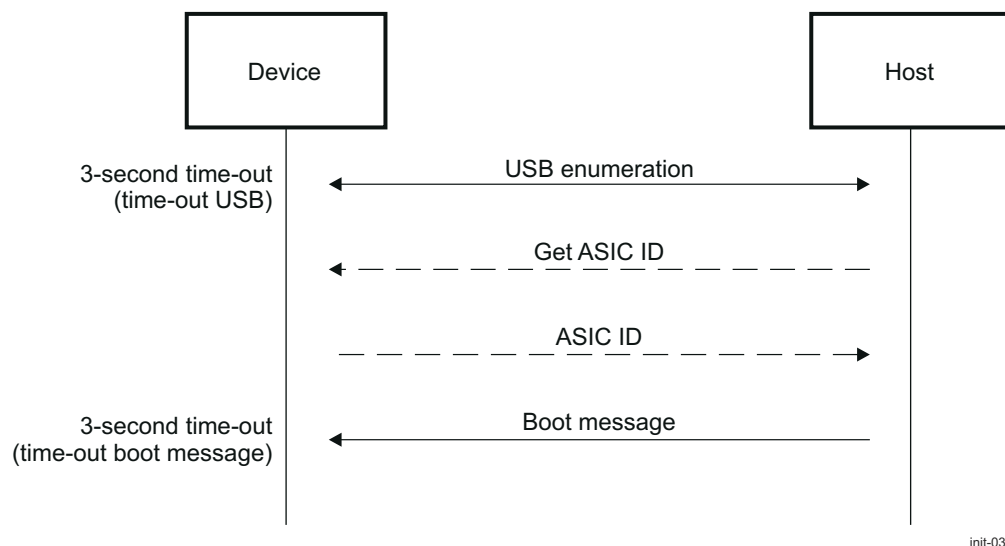 Device
Host
3-second time-out
(time-out USB)
USB enumeration
Get ASIC ID
ASIC ID
3-second time-out
(time-out boot message)
Boot message
init-03